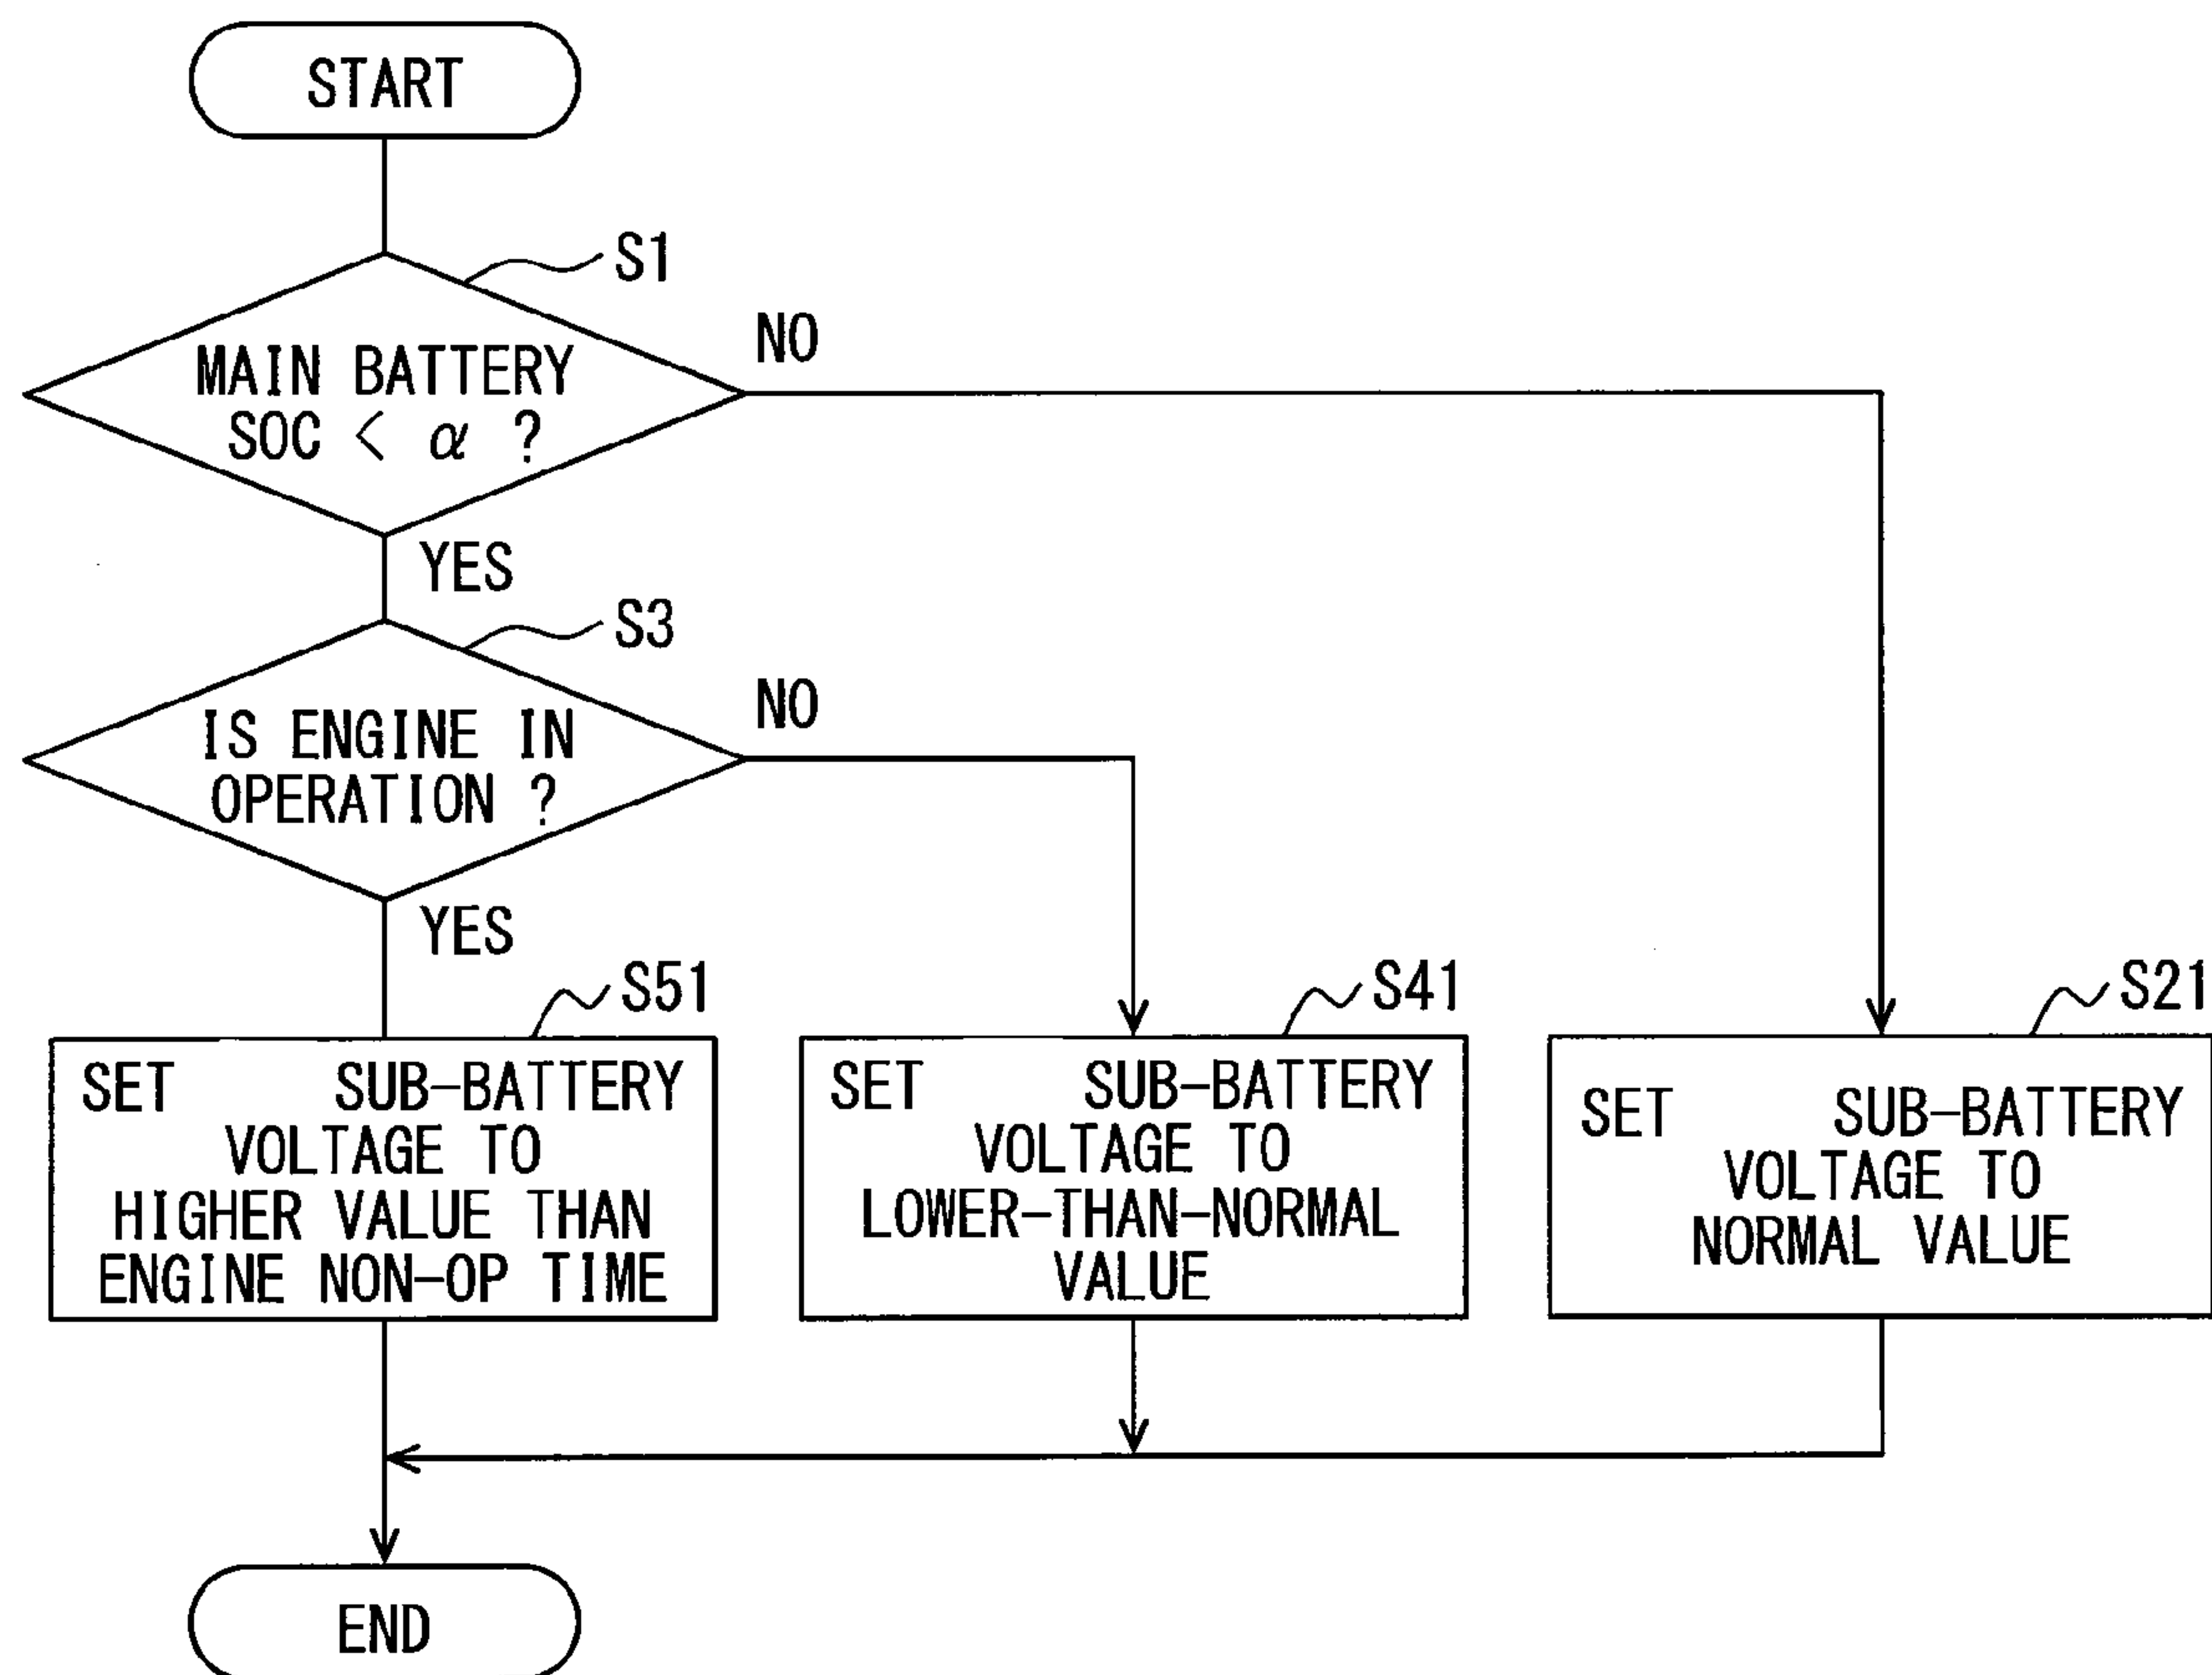 START
S1
MAIN BATTERY
SOC < α ?
NO
YES
S3
IS ENGINE IN
OPERATION ?
NO
YES
S51
SET SUB-BATTERY
VOLTAGE TO
HIGHER VALUE THAN
ENGINE NON-OP TIME
S41
SET SUB-BATTERY
VOLTAGE TO
LOWER-THAN-NORMAL
VALUE
S21
SET SUB-BATTERY
VOLTAGE TO
NORMAL VALUE
END